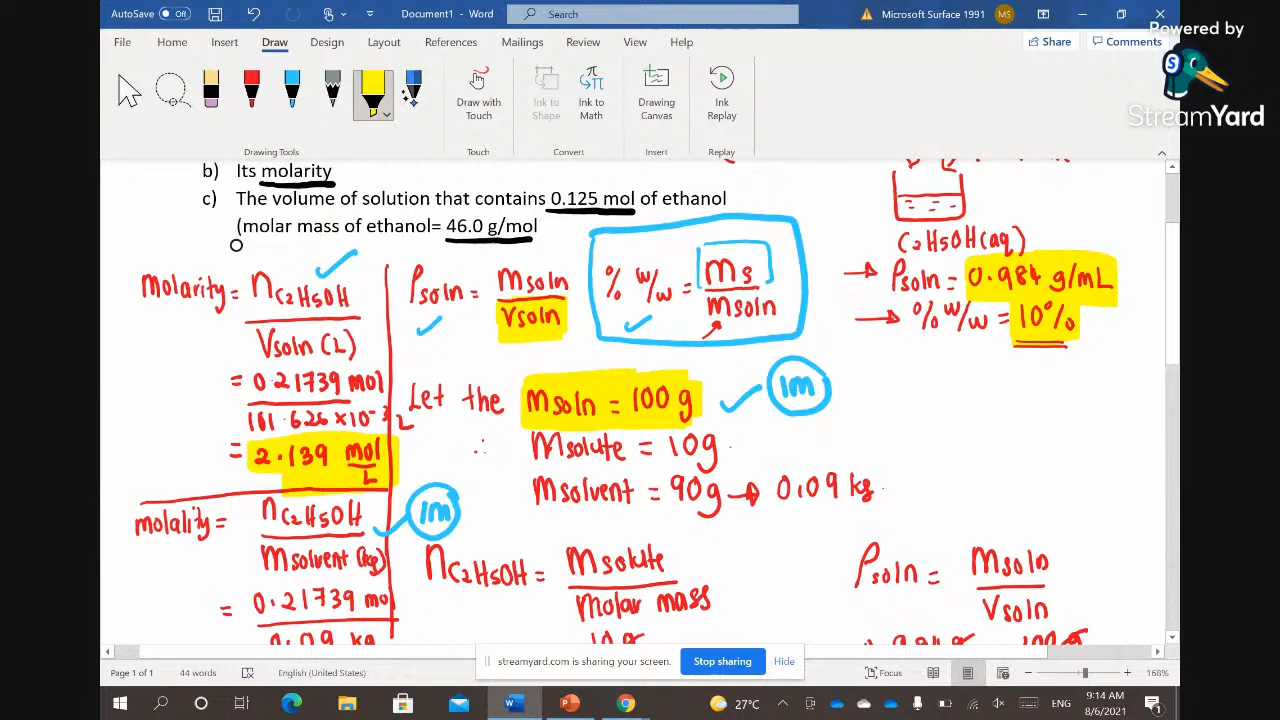 AutoSave Off
Document1 - Word
Search
Microsoft Surface 1991
MS
Powered by
StreamYard
File Home Insert Draw Design Layout References Mailings Review View Help
Share
Comments
Draw with Touch
Ink to Shape
Ink to Math
Drawing Canvas
Ink Replay
Drawing Tools
Touch
Convert
Insert
Replay
b) Its molarity
c) The volume of solution that contains 0.125 mol of ethanol
(molar mass of ethanol= 46.0 g/mol
C2H5OH(aq)
→ ρsoln = 0.984 g/mL
→ % w/w = 10%
Molarity = nC2H5OH
Vsoln (L)
= 0.21739 mol
101.626 × 10⁻³ L
= 2.139 mol
L
ρsoln = msoln
Vsoln
% w/w = ms
msoln
Let the msoln = 100 g
1m
∴ msolute = 10g
msolvent = 90g → 0.09 kg
molality = nC2H5OH
msolvent (kg)
1m
= 0.21739 mol
0.09 kg
nC2H5OH = msolute
molar mass
10g
ρsoln = msoln
Vsoln
streamyard.com is sharing your screen.
Stop sharing
Hide
Page 1 of 1
44 words
English (United States)
Focus
168%
27°C
ENG
9:14 AM
8/6/2021